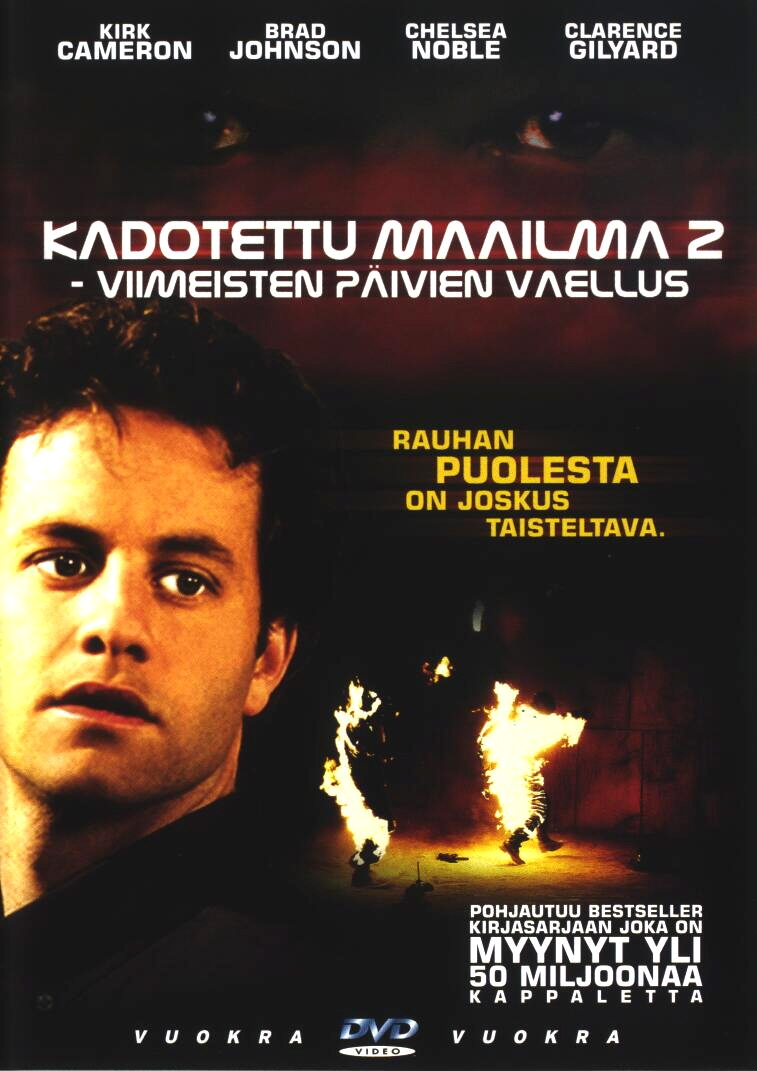 KIRK CAMERON
BRAD JOHNSON
CHELSEA NOBLE
CLARENCE GILYARD
KADOTETTU MAAILMA 2
- VIIMEISTEN PÄIVIEN VAELLUS
RAUHAN
PUOLESTA
ON JOSKUS
TAISTELTAVA.
POHJAUTUU BESTSELLER
KIRJASARJAAN JOKA ON
MYYNYT YLI
50 MILJOONAA
KAPPALETTA
VUOKRA DVD VIDEO VUOKRA